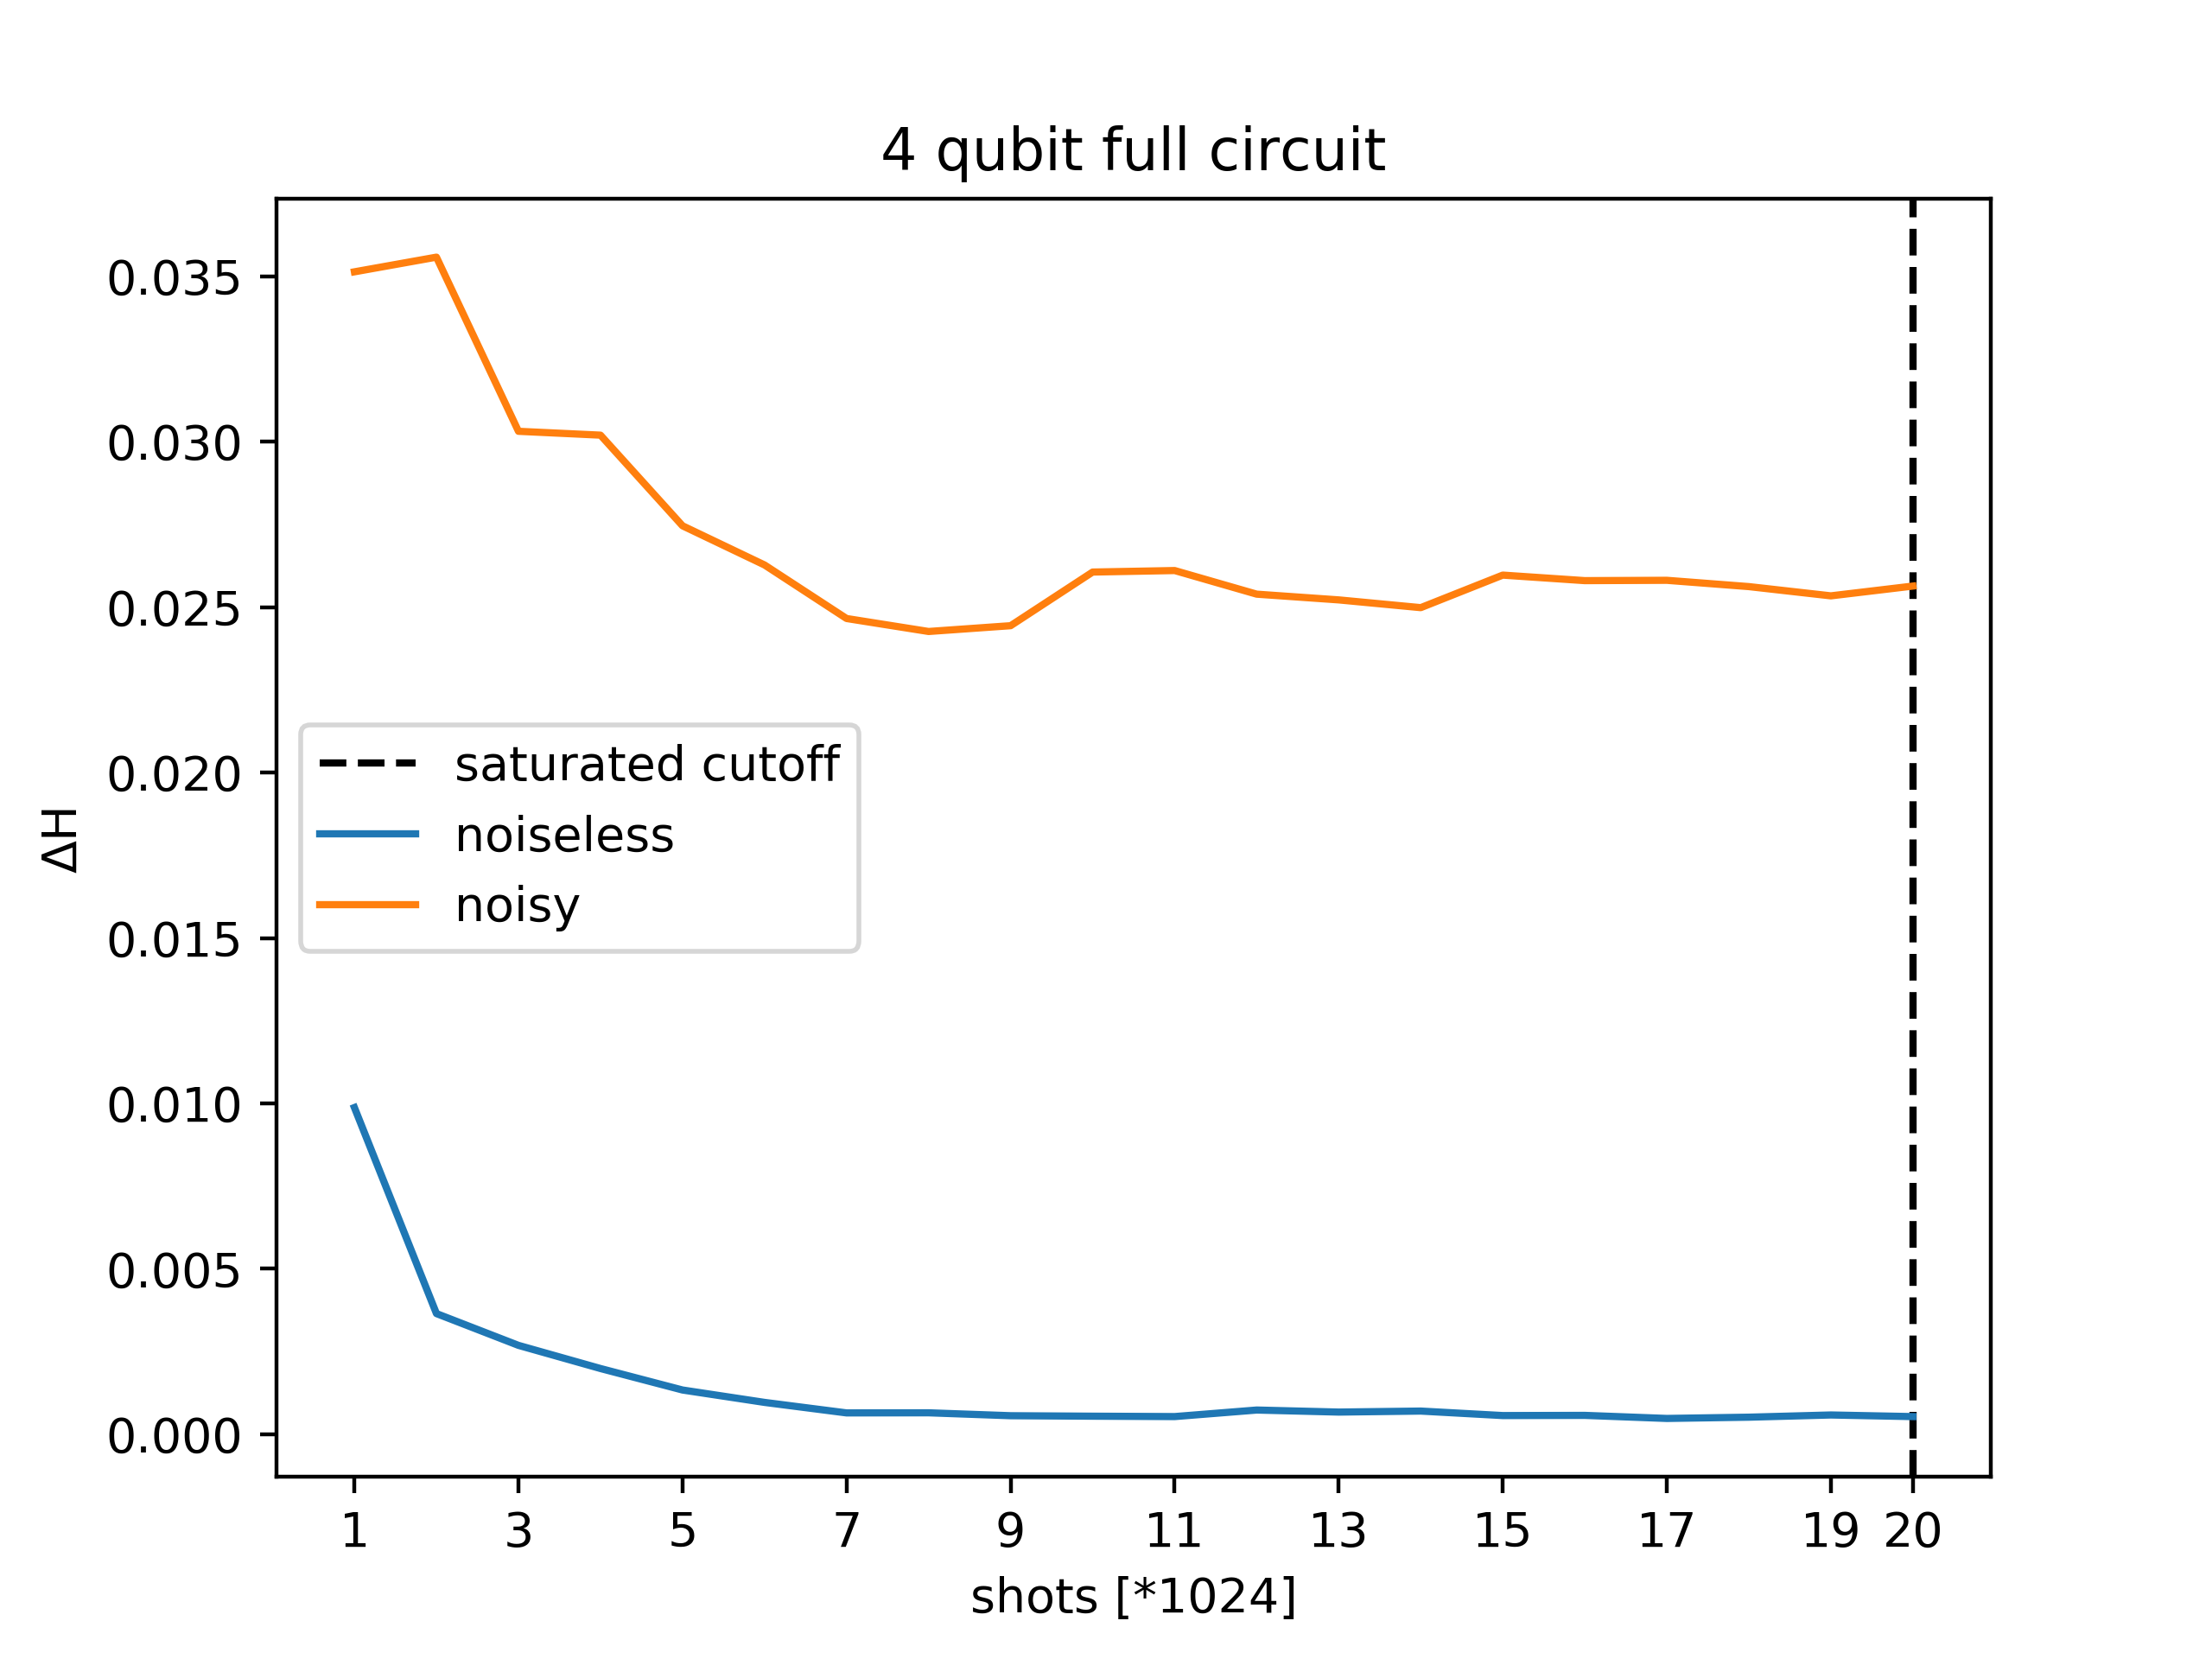 4 qubit full circuit
0.035
0.030
0.025
0.020
0.015
0.010
0.005
0.000
ΔH
saturated cutoff
noiseless
noisy
1 3 5 7 9 11 13 15 17 19 20
shots [*1024]